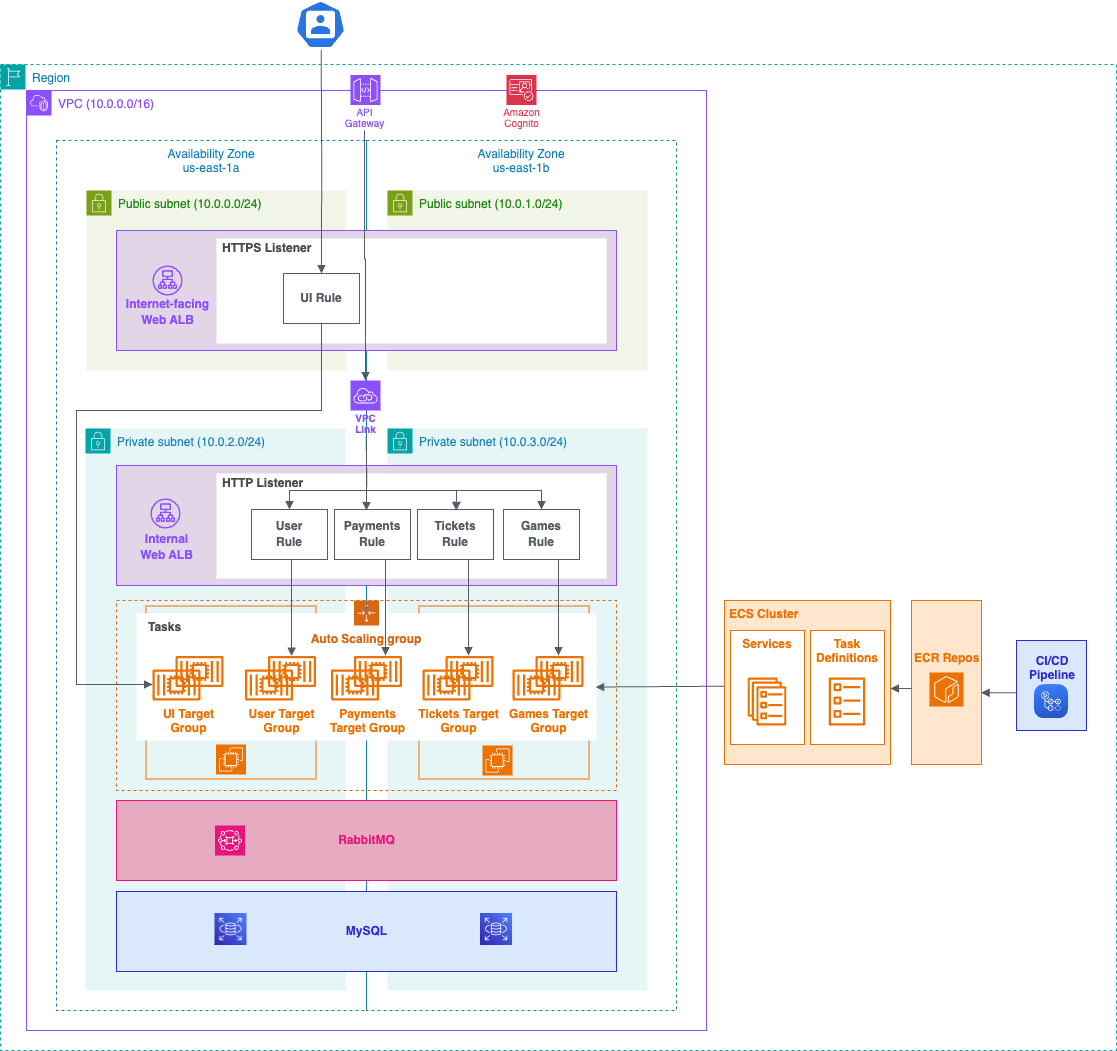 Region
VPC (10.0.0.0/16)
API
Gateway
Amazon
Cognito
Availability Zone
us-east-1a
Availability Zone
us-east-1b
Public subnet (10.0.0.0/24)
Public subnet (10.0.1.0/24)
HTTPS Listener
Internet-facing
Web ALB
UI Rule
VPC
Link
Private subnet (10.0.2.0/24)
Private subnet (10.0.3.0/24)
HTTP Listener
Internal
Web ALB
User
Rule
Payments
Rule
Tickets
Rule
Games
Rule
Tasks
Auto Scaling group
UI Target
Group
User Target
Group
Payments
Target Group
Tickets Target
Group
Games Target
Group
ECS Cluster
Services
Task
Definitions
ECR Repos
CI/CD
Pipeline
RabbitMQ
MySQL